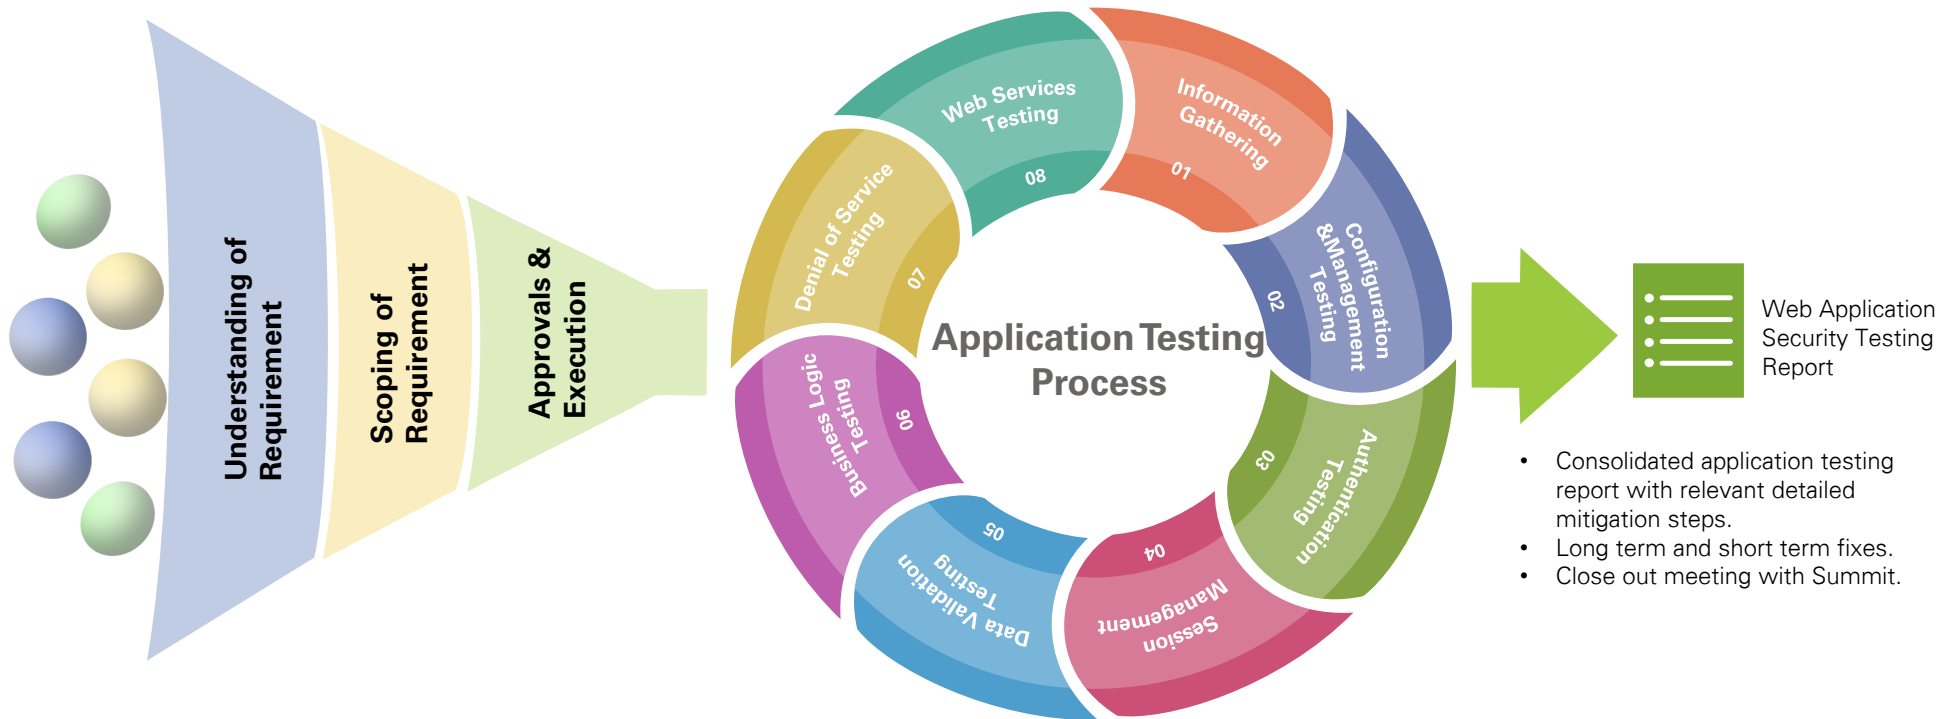 Understanding of
Requirement
Scoping of
Requirement
Approvals &
Execution
Application Testing
Process
Information
Gathering
01
Configuration
&Management
Testing
02
Authentication
Testing
03
Session
Management
04
Data Validation
Testing
05
Business Logic
Testing
06
Denial of Service
Testing
07
Web Services
Testing
08
Web Application
Security Testing
Report
• Consolidated application testing
report with relevant detailed
mitigation steps.
• Long term and short term fixes.
• Close out meeting with Summit.